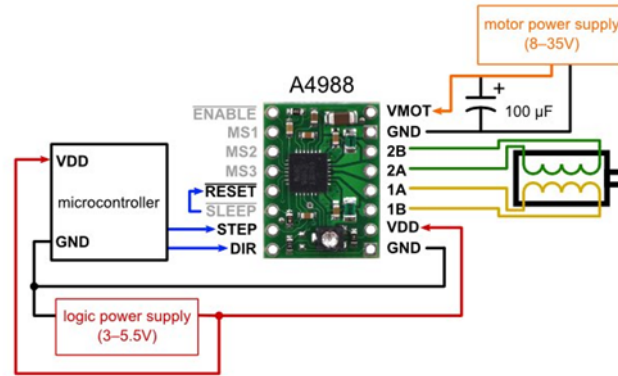 motor power supply
(8–35V)
A4988
+
100 µF
ENABLE
MS1
MS2
MS3
RESET
SLEEP
STEP
DIR
VMOT
GND
2B
2A
1A
1B
VDD
GND
VDD
microcontroller
GND
logic power supply
(3–5.5V)